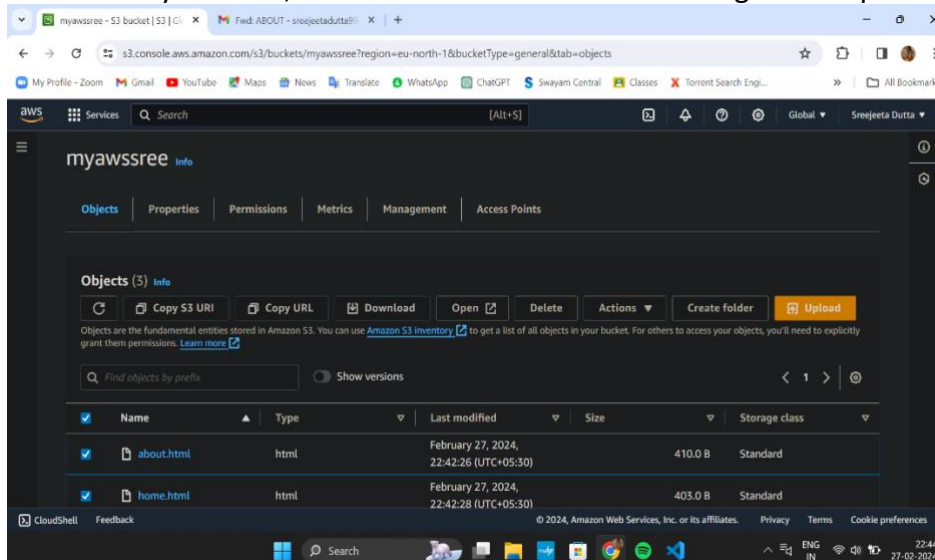 myawssree - S3 bucket | S3 | Gl
Fwd: ABOUT - sreejeetadutta99
s3.console.aws.amazon.com/s3/buckets/myawssree?region=eu-north-1&bucketType=general&tab=objects
My Profile - Zoom Gmail YouTube Maps News Translate WhatsApp ChatGPT Swayam Central Classes Torrent Search Engi... » All Bookmark
aws Services Search [Alt+S] Global Sreejeeta Dutta
myawssree Info
Objects Properties Permissions Metrics Management Access Points
Objects (3) Info
Copy S3 URI Copy URL Download Open Delete Actions Create folder Upload
Objects are the fundamental entities stored in Amazon S3. You can use Amazon S3 inventory to get a list of all objects in your bucket. For others to access your objects, you'll need to explicitly
grant them permissions. Learn more
Find objects by prefix Show versions 1
Name Type Last modified Size Storage class
about.html html February 27, 2024, 22:42:26 (UTC+05:30) 410.0 B Standard
home.html html February 27, 2024, 22:42:28 (UTC+05:30) 403.0 B Standard
CloudShell Feedback © 2024, Amazon Web Services, Inc. or its affiliates. Privacy Terms Cookie preferences
Search ENG IN 22:44 27-02-2024